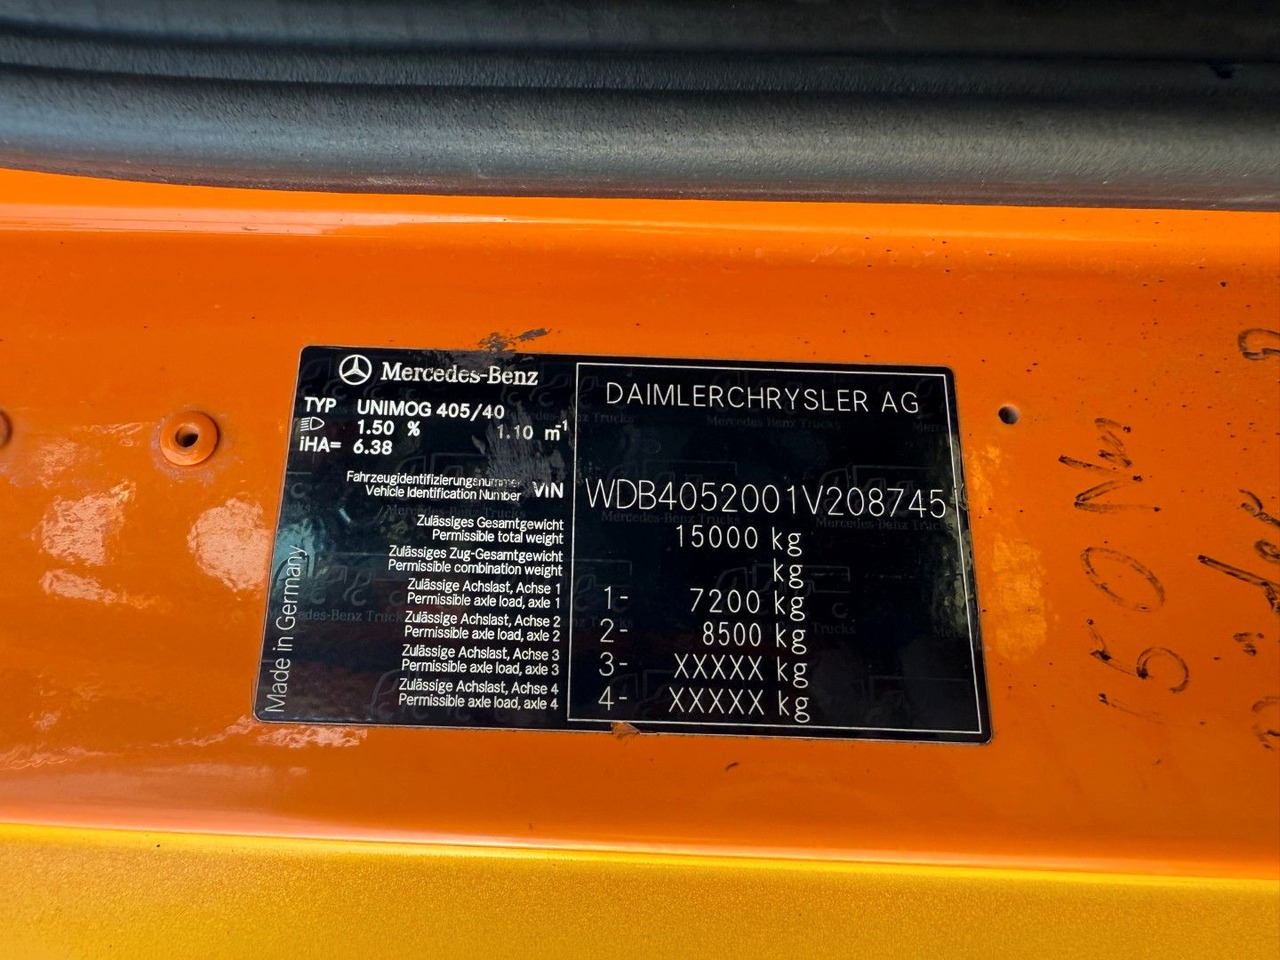 Mercedes-Benz
TYP UNIMOG 405/40
1.50 % 1.10 m-1
iHA= 6.38
DAIMLERCHRYSLER AG
Fahrzeugidentifizierungsnummer
Vehicle Identification Number VIN WDB4052001V208745
Zulässiges Gesamtgewicht
Permissible total weight 15000 kg
Zulässiges Zug-Gesamtgewicht
Permissible combination weight kg
Zulässige Achslast, Achse 1
Permissible axle load, axle 1 1- 7200 kg
Zulässige Achslast, Achse 2
Permissible axle load, axle 2 2- 8500 kg
Zulässige Achslast, Achse 3
Permissible axle load, axle 3 3- XXXXX kg
Zulässige Achslast, Achse 4
Permissible axle load, axle 4 4- XXXXX kg
Made in Germany
150 Nm